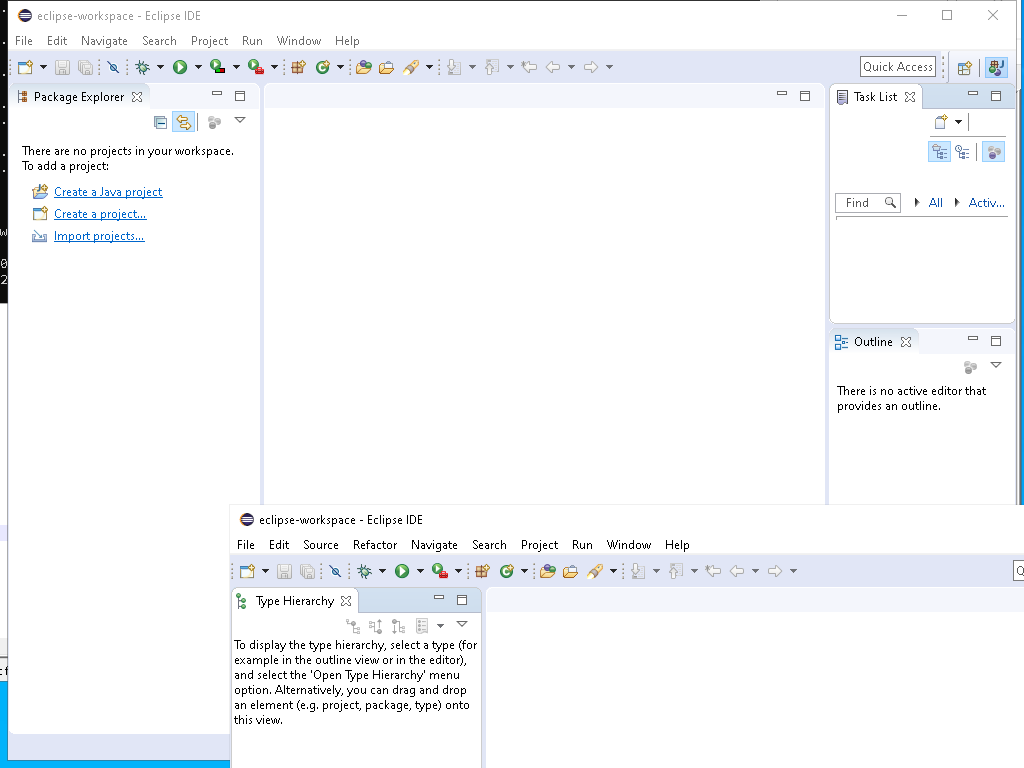 eclipse-workspace - Eclipse IDE
File Edit Navigate Search Project Run Window Help
Quick Access
Package Explorer
There are no projects in your workspace.
To add a project:
Create a Java project
Create a project...
Import projects...
Task List
Find All Activ...
Outline
There is no active editor that
provides an outline.
eclipse-workspace - Eclipse IDE
File Edit Source Refactor Navigate Search Project Run Window Help
Type Hierarchy
To display the type hierarchy, select a type (for
example in the outline view or in the editor),
and select the 'Open Type Hierarchy' menu
option. Alternatively, you can drag and drop
an element (e.g. project, package, type) onto
this view.